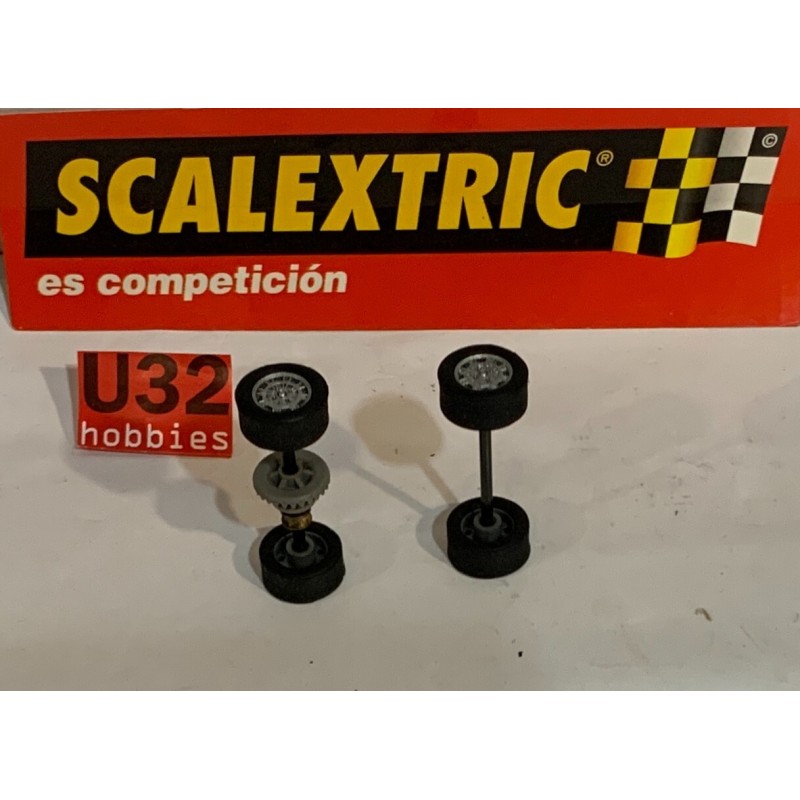 SCALEXTRIC®
©
es competición
U32
hobbies